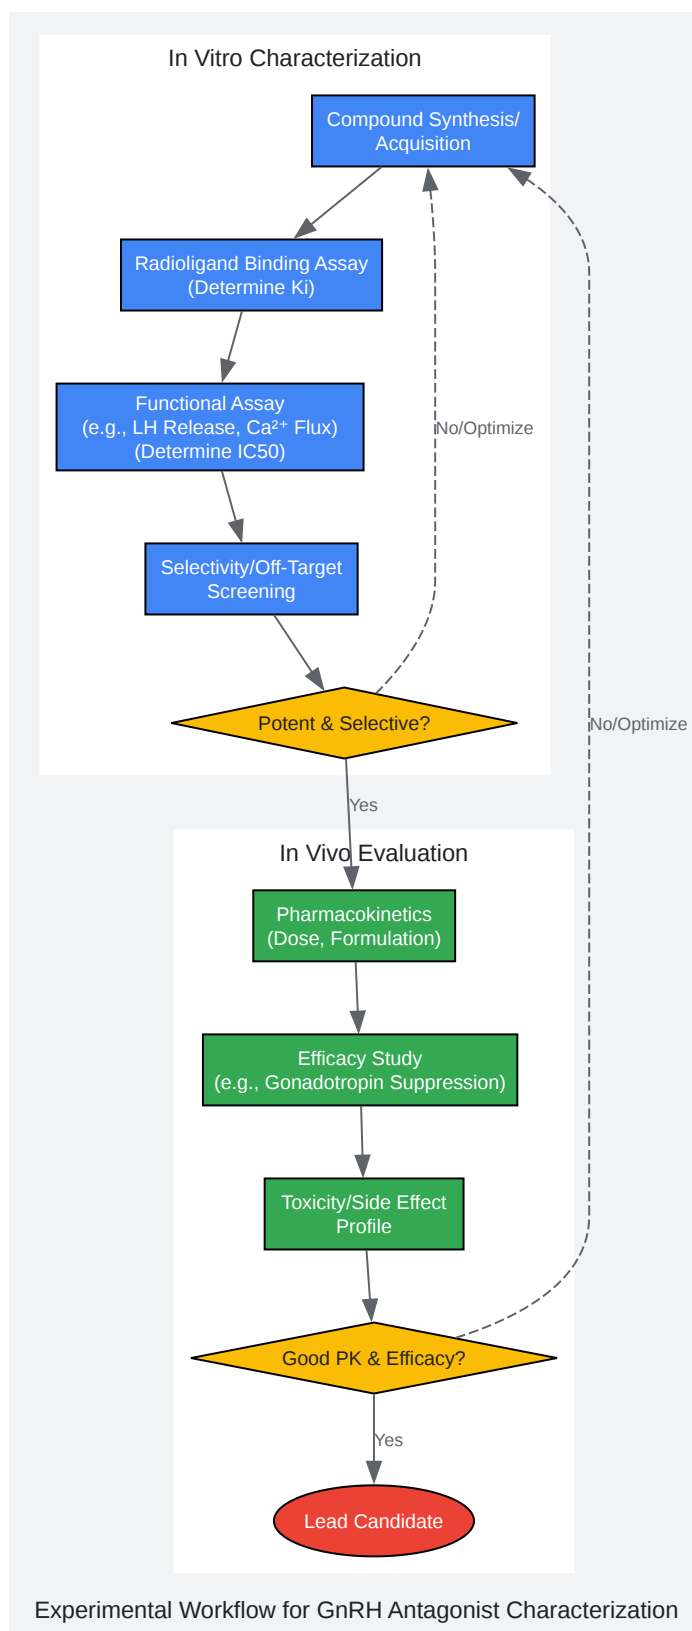 In Vitro Characterization
Compound Synthesis/
Acquisition
Radioligand Binding Assay
(Determine Ki)
Functional Assay
(e.g., LH Release, Ca²⁺ Flux)
(Determine IC50)
No/Optimize
Selectivity/Off-Target
Screening
Potent & Selective?
No/Optimize
Yes
In Vivo Evaluation
Pharmacokinetics
(Dose, Formulation)
Efficacy Study
(e.g., Gonadotropin Suppression)
Toxicity/Side Effect
Profile
Good PK & Efficacy?
Yes
Lead Candidate
Experimental Workflow for GnRH Antagonist Characterization